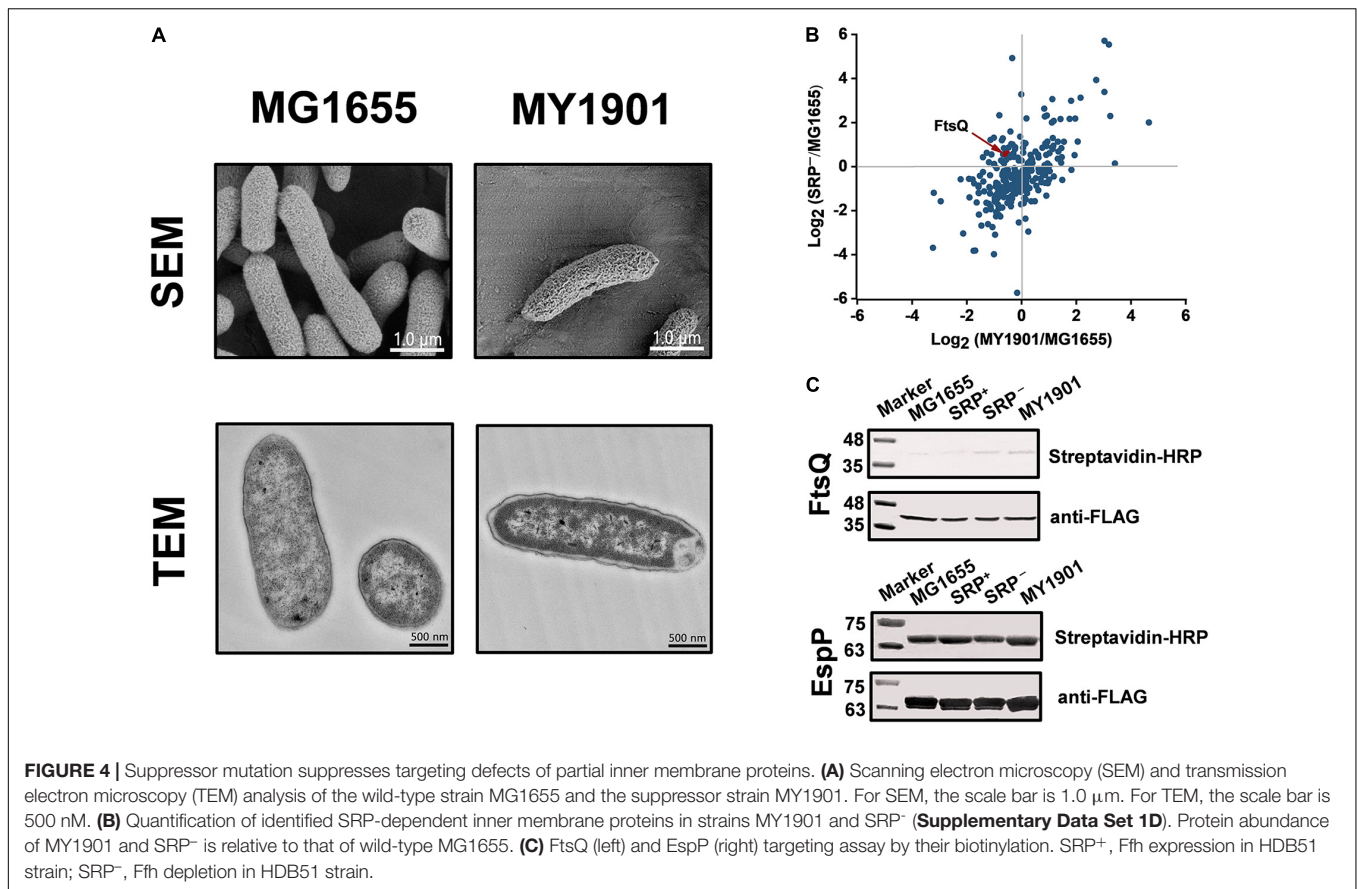 A
MG1655
MY1901
SEM
1.0 µm
1.0 µm
TEM
500 nm
500 nm
B
6
4
2
0
-2
-4
-6
-6
-4
-2
0
2
4
6
FtsQ
Log2 (SRP⁻/MG1655)
Log2 (MY1901/MG1655)
C
Marker
MG1655
SRP⁺
SRP⁻
MY1901
FtsQ
48
35
Streptavidin-HRP
48
35
anti-FLAG
Marker
MG1655
SRP⁺
SRP⁻
MY1901
EspP
75
63
Streptavidin-HRP
75
63
anti-FLAG
FIGURE 4 | Suppressor mutation suppresses targeting defects of partial inner membrane proteins. (A) Scanning electron microscopy (SEM) and transmission
electron microscopy (TEM) analysis of the wild-type strain MG1655 and the suppressor strain MY1901. For SEM, the scale bar is 1.0 µm. For TEM, the scale bar is
500 nM. (B) Quantification of identified SRP-dependent inner membrane proteins in strains MY1901 and SRP⁻ (Supplementary Data Set 1D). Protein abundance
of MY1901 and SRP⁻ is relative to that of wild-type MG1655. (C) FtsQ (left) and EspP (right) targeting assay by their biotinylation. SRP⁺, Ffh expression in HDB51
strain; SRP⁻, Ffh depletion in HDB51 strain.